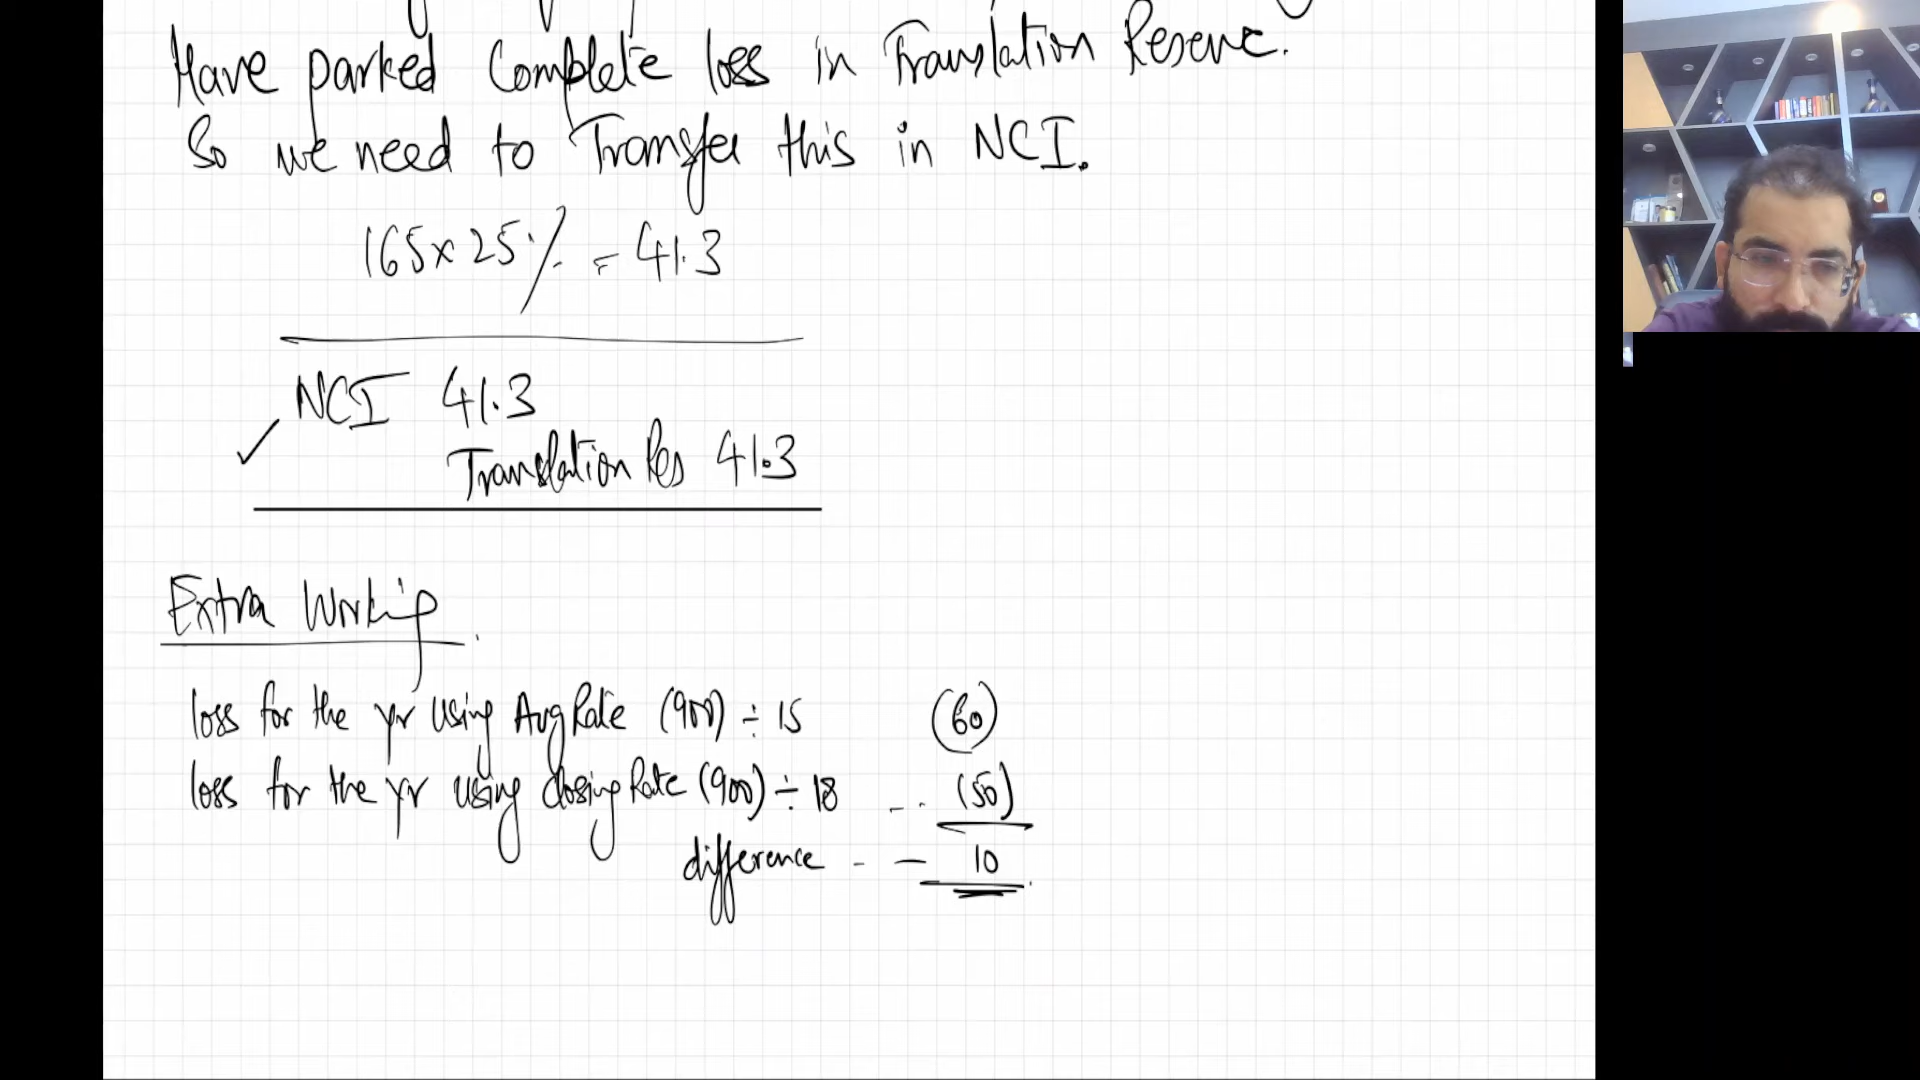 Have parked Complete loss in Translation Reserve.
So we need to Transfer this in NCI.
165 x 25% = 41.3
NCI 41.3
Translation Res 41.3
Extra Working
loss for the yr using Avg Rate (900) ÷ 15 (60)
loss for the yr using closing Rate (900) ÷ 18 -- (50)
difference - - 10